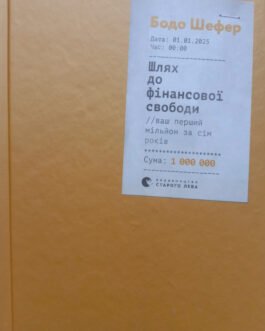 Бодо Шефер
Дата: 01.01.2025
Час: 00:00
Шлях
до
фінансової
свободи
//ваш перший
мільйон за сім
років
Сума: 1 000 000
ВИДАВНИЦТВО
СТАРОГО ЛЕВА